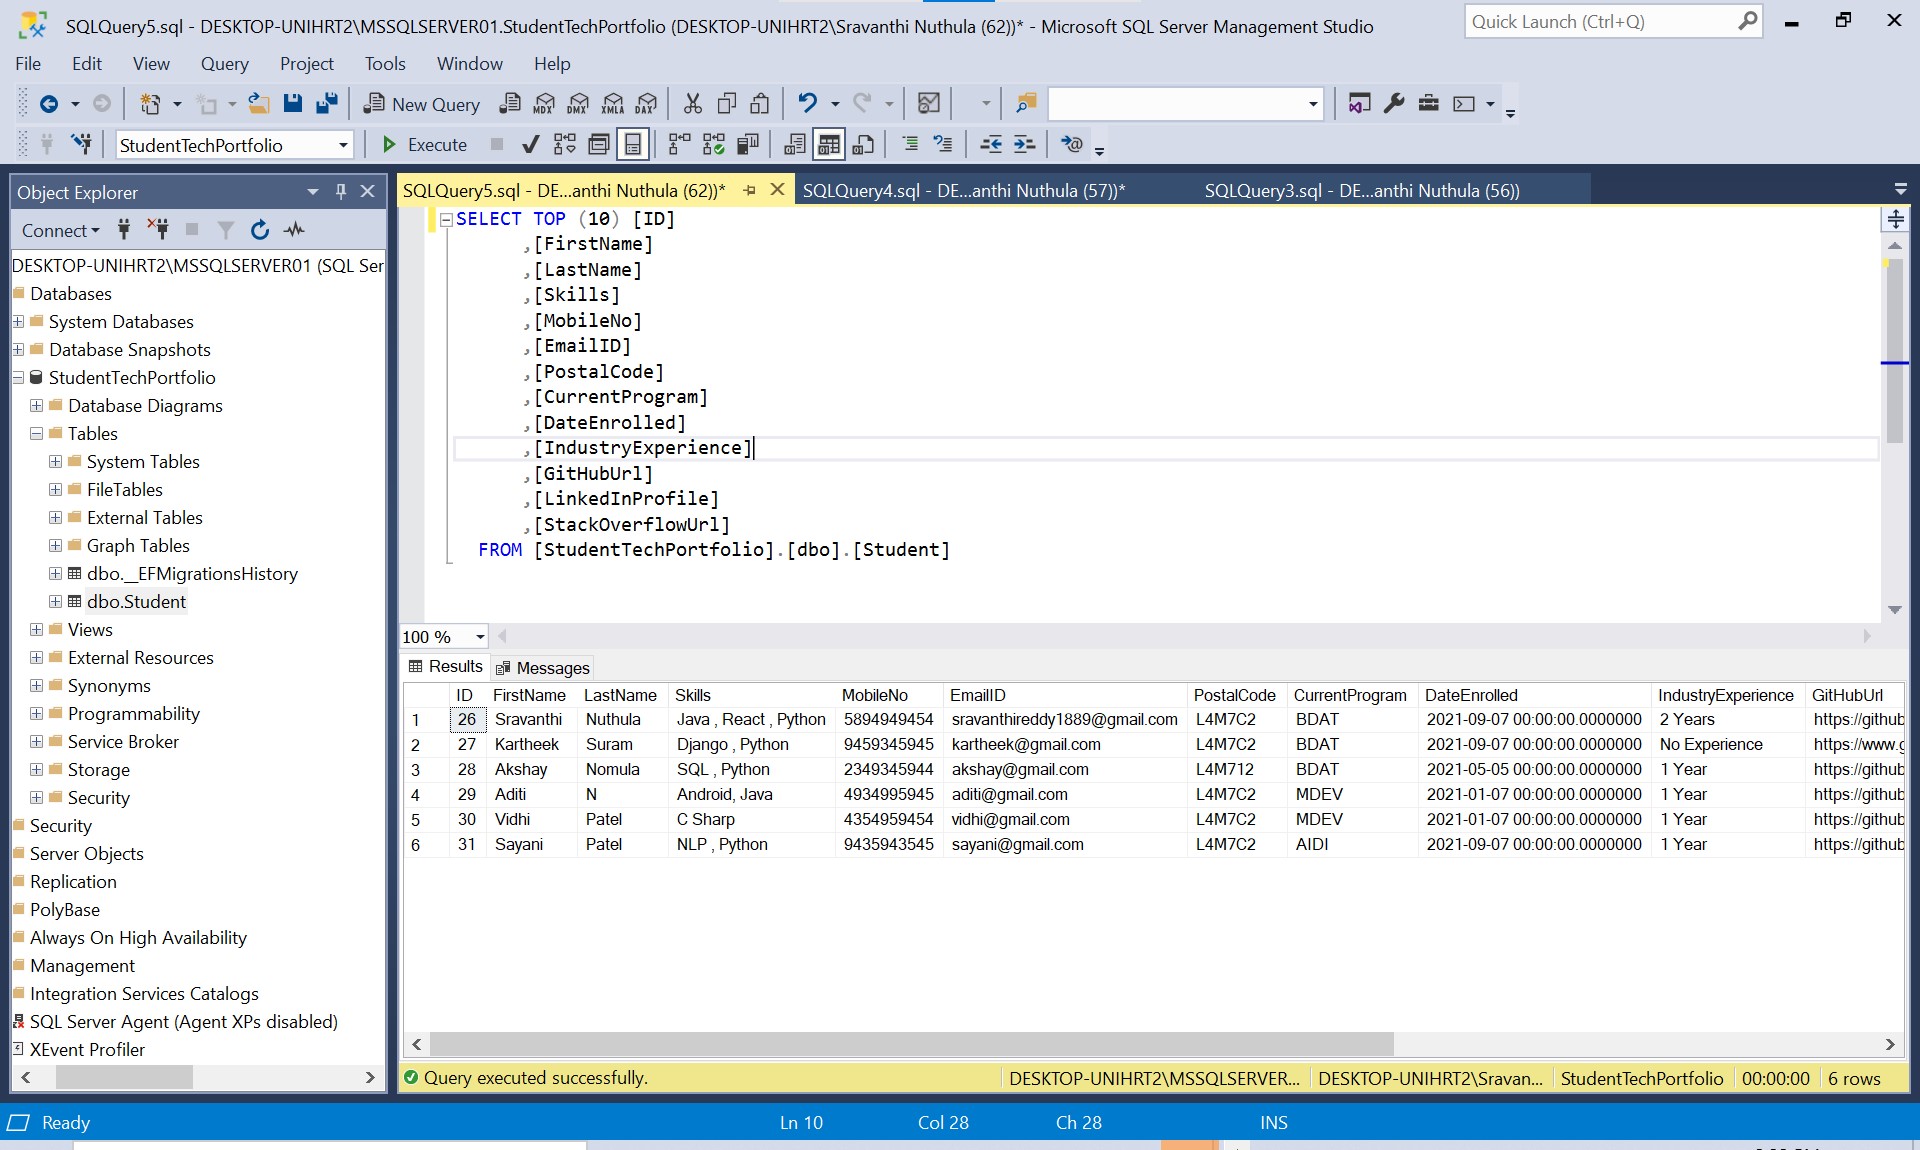 SQLQuery5.sql - DESKTOP-UNIHRT2\MSSQLSERVER01.StudentTechPortfolio (DESKTOP-UNIHRT2\Sravanthi Nuthula (62))* - Microsoft SQL Server Management Studio
Quick Launch (Ctrl+Q)
File Edit View Query Project Tools Window Help
New Query MDX DMX XMLA DAX
StudentTechPortfolio Execute
Object Explorer
Connect
DESKTOP-UNIHRT2\MSSQLSERVER01 (SQL Ser
Databases
System Databases
Database Snapshots
StudentTechPortfolio
Database Diagrams
Tables
System Tables
FileTables
External Tables
Graph Tables
dbo.__EFMigrationsHistory
dbo.Student
Views
External Resources
Synonyms
Programmability
Service Broker
Storage
Security
Security
Server Objects
Replication
PolyBase
Always On High Availability
Management
Integration Services Catalogs
SQL Server Agent (Agent XPs disabled)
XEvent Profiler
SQLQuery5.sql - DE...anthi Nuthula (62))* SQLQuery4.sql - DE...anthi Nuthula (57))* SQLQuery3.sql - DE...anthi Nuthula (56))
SELECT TOP (10) [ID]
,[FirstName]
,[LastName]
,[Skills]
,[MobileNo]
,[EmailID]
,[PostalCode]
,[CurrentProgram]
,[DateEnrolled]
,[IndustryExperience]
,[GitHubUrl]
,[LinkedInProfile]
,[StackOverflowUrl]
FROM [StudentTechPortfolio].[dbo].[Student]
100 %
Results Messages
ID FirstName LastName Skills MobileNo EmailID PostalCode CurrentProgram DateEnrolled IndustryExperience GitHubUrl
1 26 Sravanthi Nuthula Java , React , Python 5894949454 sravanthireddy1889@gmail.com L4M7C2 BDAT 2021-09-07 00:00:00.0000000 2 Years https://github
2 27 Kartheek Suram Django , Python 9459345945 kartheek@gmail.com L4M7C2 BDAT 2021-09-07 00:00:00.0000000 No Experience https://www.g
3 28 Akshay Nomula SQL , Python 2349345944 akshay@gmail.com L4M712 BDAT 2021-05-05 00:00:00.0000000 1 Year https://github
4 29 Aditi N Android, Java 4934995945 aditi@gmail.com L4M7C2 MDEV 2021-01-07 00:00:00.0000000 1 Year https://github
5 30 Vidhi Patel C Sharp 4354959454 vidhi@gmail.com L4M7C2 MDEV 2021-01-07 00:00:00.0000000 1 Year https://github
6 31 Sayani Patel NLP , Python 9435943545 sayani@gmail.com L4M7C2 AIDI 2021-09-07 00:00:00.0000000 1 Year https://github
Query executed successfully. DESKTOP-UNIHRT2\MSSQLSERVER... DESKTOP-UNIHRT2\Sravan... StudentTechPortfolio 00:00:00 6 rows
Ready Ln 10 Col 28 Ch 28 INS